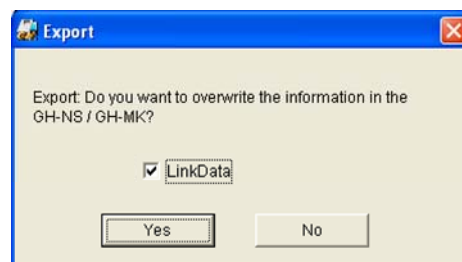 Export
Export: Do you want to overwrite the information in the
GH-NS / GH-MK?
LinkData
Yes No